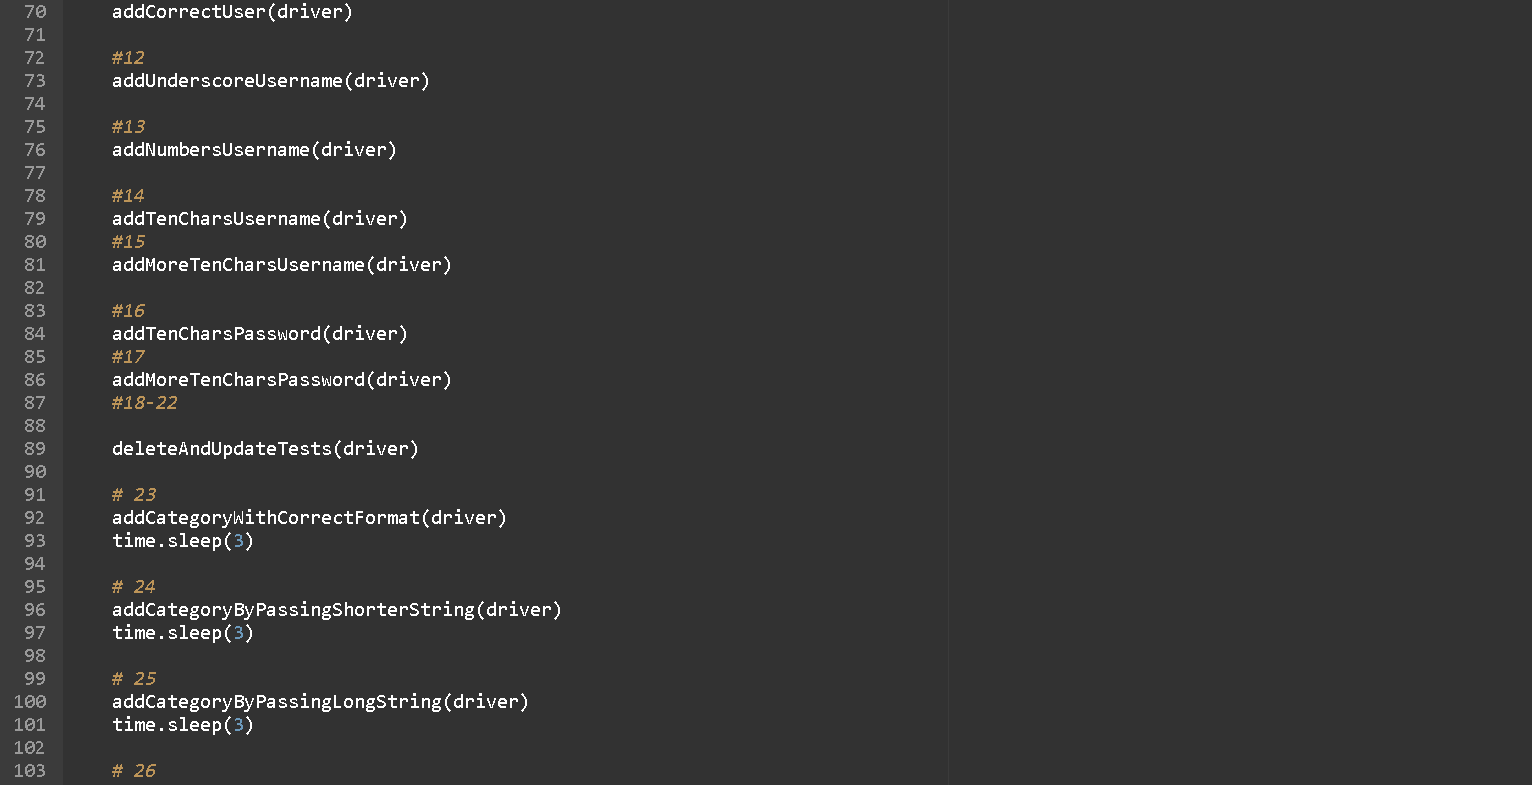 70 addCorrectUser(driver)
71
72 #12
73 addUnderscoreUsername(driver)
74
75 #13
76 addNumbersUsername(driver)
77
78 #14
79 addTenCharsUsername(driver)
80 #15
81 addMoreTenCharsUsername(driver)
82
83 #16
84 addTenCharsPassword(driver)
85 #17
86 addMoreTenCharsPassword(driver)
87 #18-22
88
89 deleteAndUpdateTests(driver)
90
91 # 23
92 addCategoryWithCorrectFormat(driver)
93 time.sleep(3)
94
95 # 24
96 addCategoryByPassingShorterString(driver)
97 time.sleep(3)
98
99 # 25
100 addCategoryByPassingLongString(driver)
101 time.sleep(3)
102
103 # 26